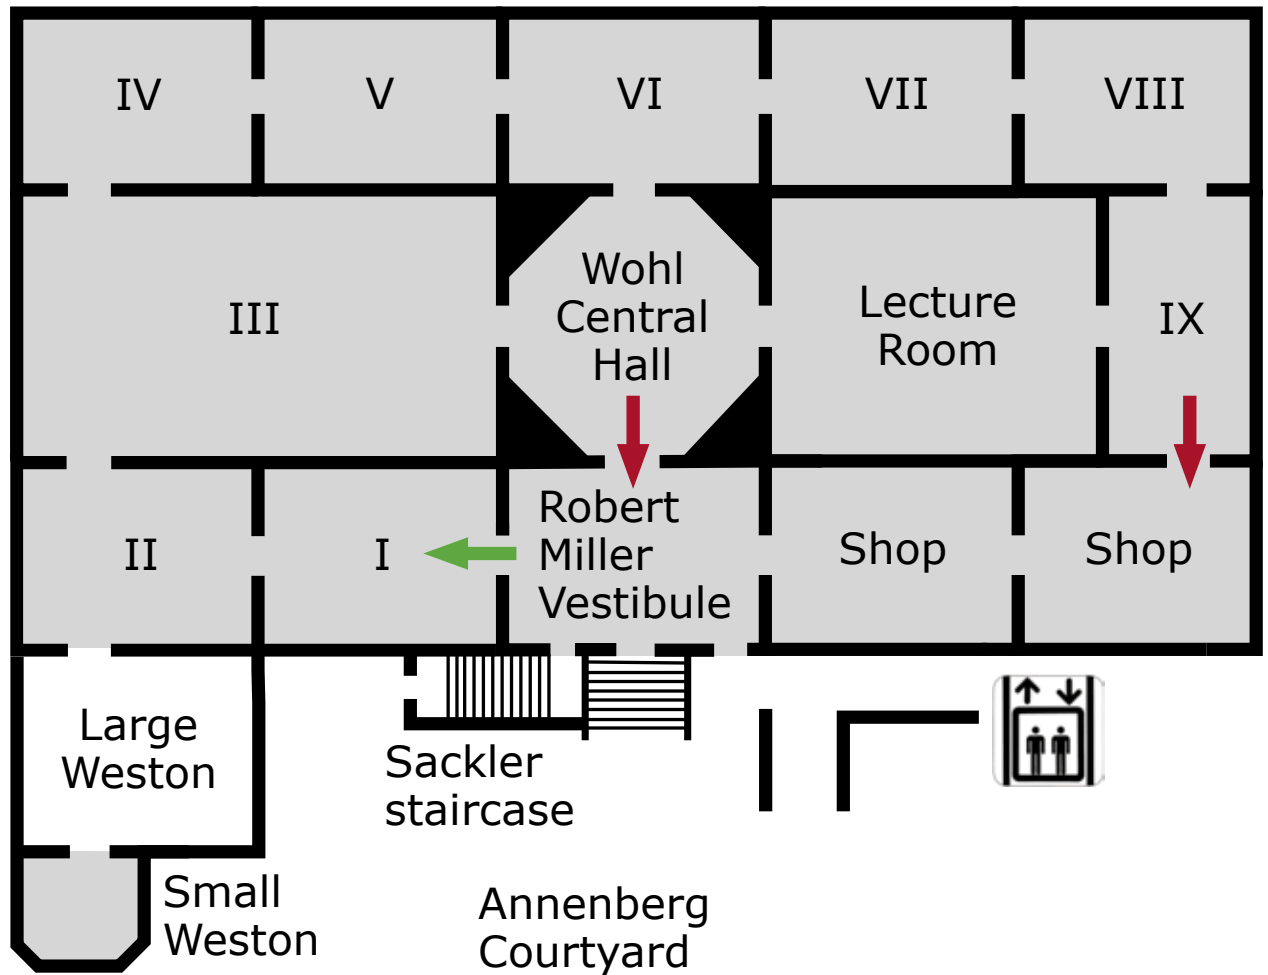 IV
V
VI
VII
VIII
III
Wohl
Central
Hall
Lecture
Room
IX
II
I
Robert
Miller
Vestibule
Shop
Shop
Large
Weston
Sackler
staircase
Small
Weston
Annenberg
Courtyard